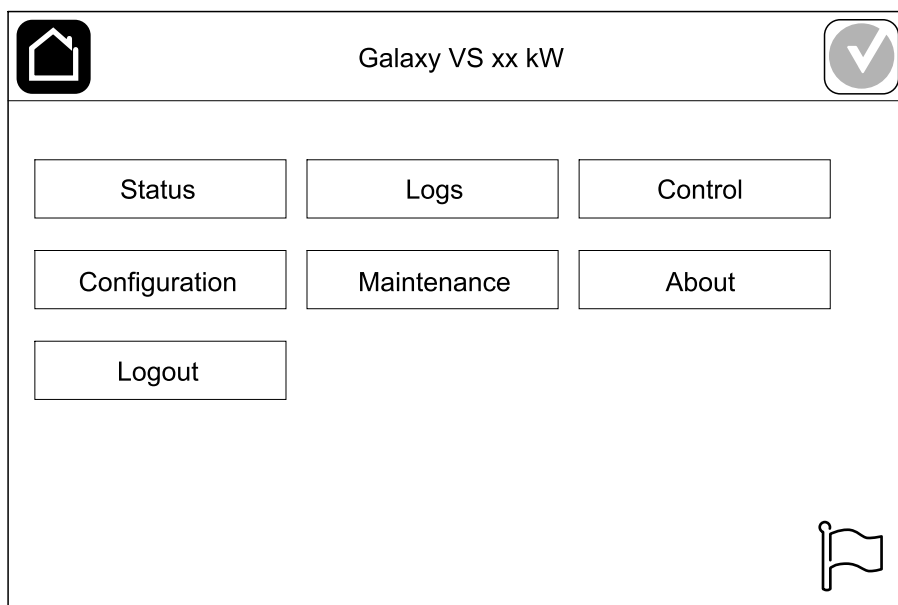 Galaxy VS xx kW
Status
Logs
Control
Configuration
Maintenance
About
Logout